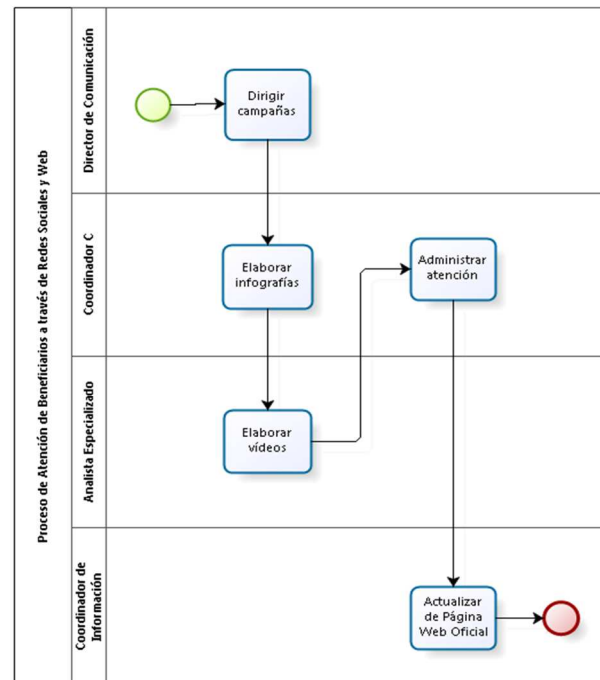 Proceso de Atención de Beneficiarios a través de Redes Sociales y Web
Director de Comunicación
Dirigir
campañas
Coordinador C
Elaborar
infografías
Administrar
atención
Analista Especializado
Elaborar
vídeos
Coordinador de
Información
Actualizar
de Página
Web Oficial